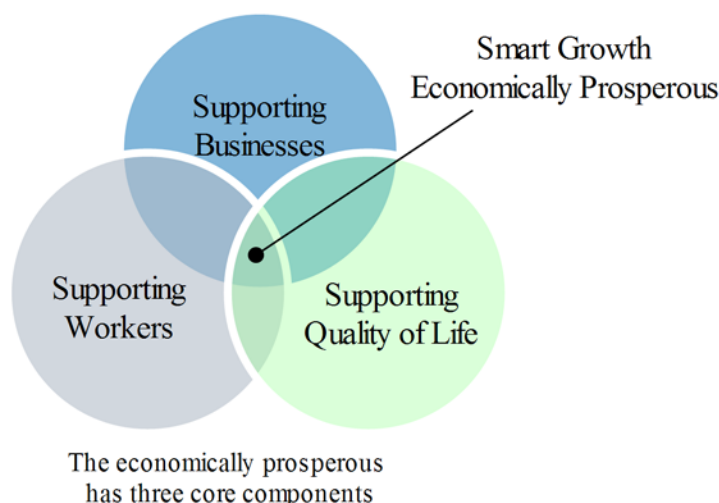 Smart Growth
Economically Prosperous
Supporting
Businesses
Supporting
Workers
Supporting
Quality of Life
The economically prosperous
has three core components